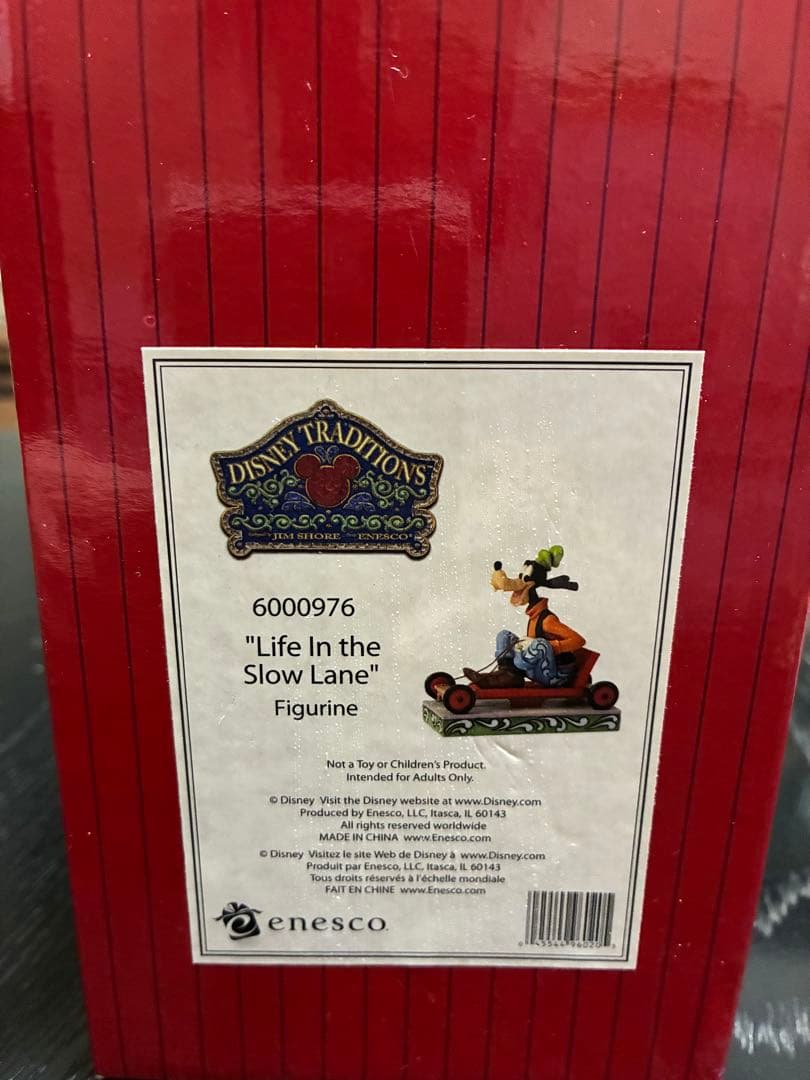 DISNEY TRADITIONS
JIM SHORE ENESCO
6000976
"Life In the
Slow Lane"
Figurine
Not a Toy or Children's Product.
Intended for Adults Only.
© Disney Visit the Disney website at www.Disney.com
Produced by Enesco, LLC, Itasca, IL 60143
All rights reserved worldwide
MADE IN CHINA www.Enesco.com
© Disney Visitez le site Web de Disney à www.Disney.com
Produit par Enesco, LLC, Itasca, IL 60143
Tous droits réservés à l'échelle mondiale
FAIT EN CHINE www.Enesco.com
enesco.
0 45544 96020 3